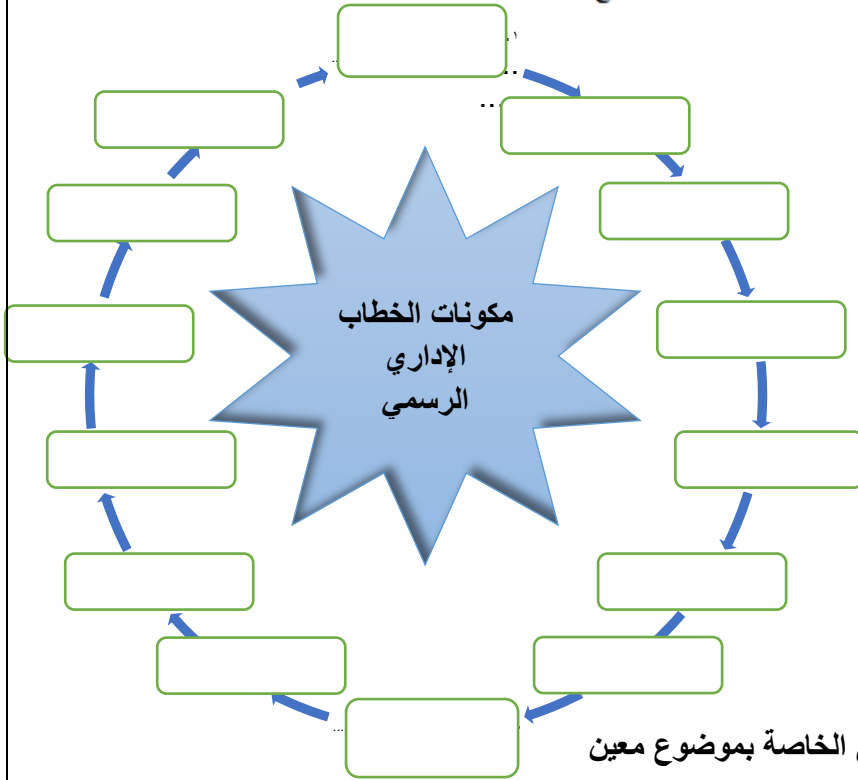 مكونات الخطاب
الإداري
الرسمي
الخاصة بموضوع معين